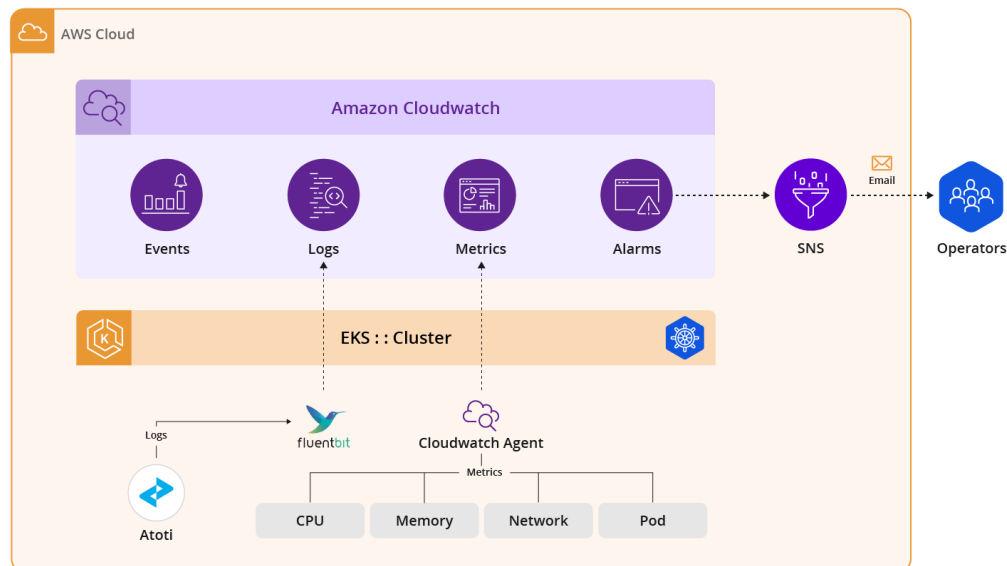 AWS Cloud
Amazon Cloudwatch
Events
Logs
Metrics
Alarms
SNS
Email
Operators
K
EKS : : Cluster
Logs
fluentbit
Cloudwatch Agent
Metrics
Atoti
CPU
Memory
Network
Pod